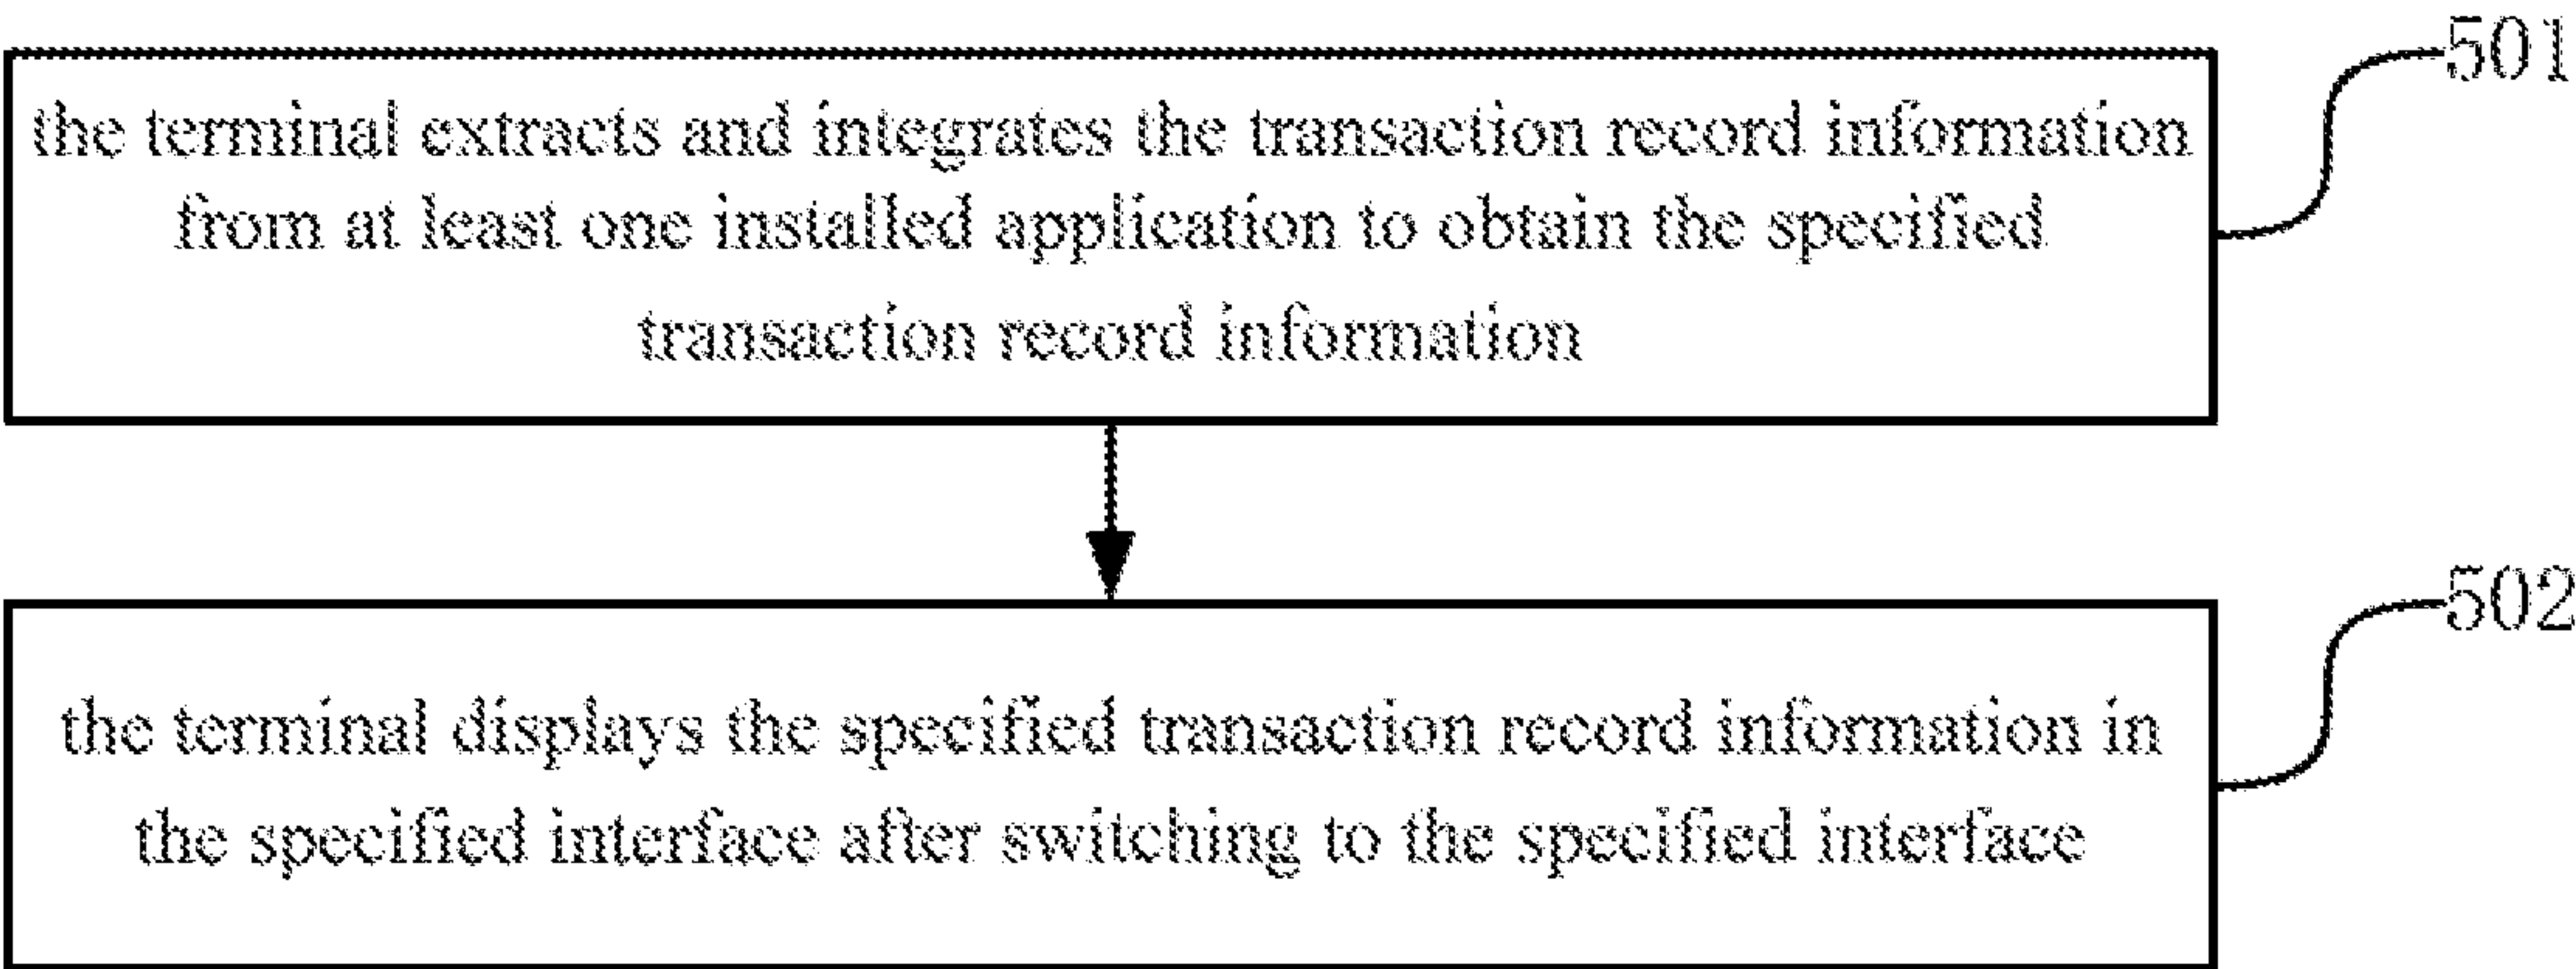 501
the terminal extracts and integrates the transaction record information
from at least one installed application to obtain the specified
transaction record information
502
the terminal displays the specified transaction record information in
the specified interface after switching to the specified interface